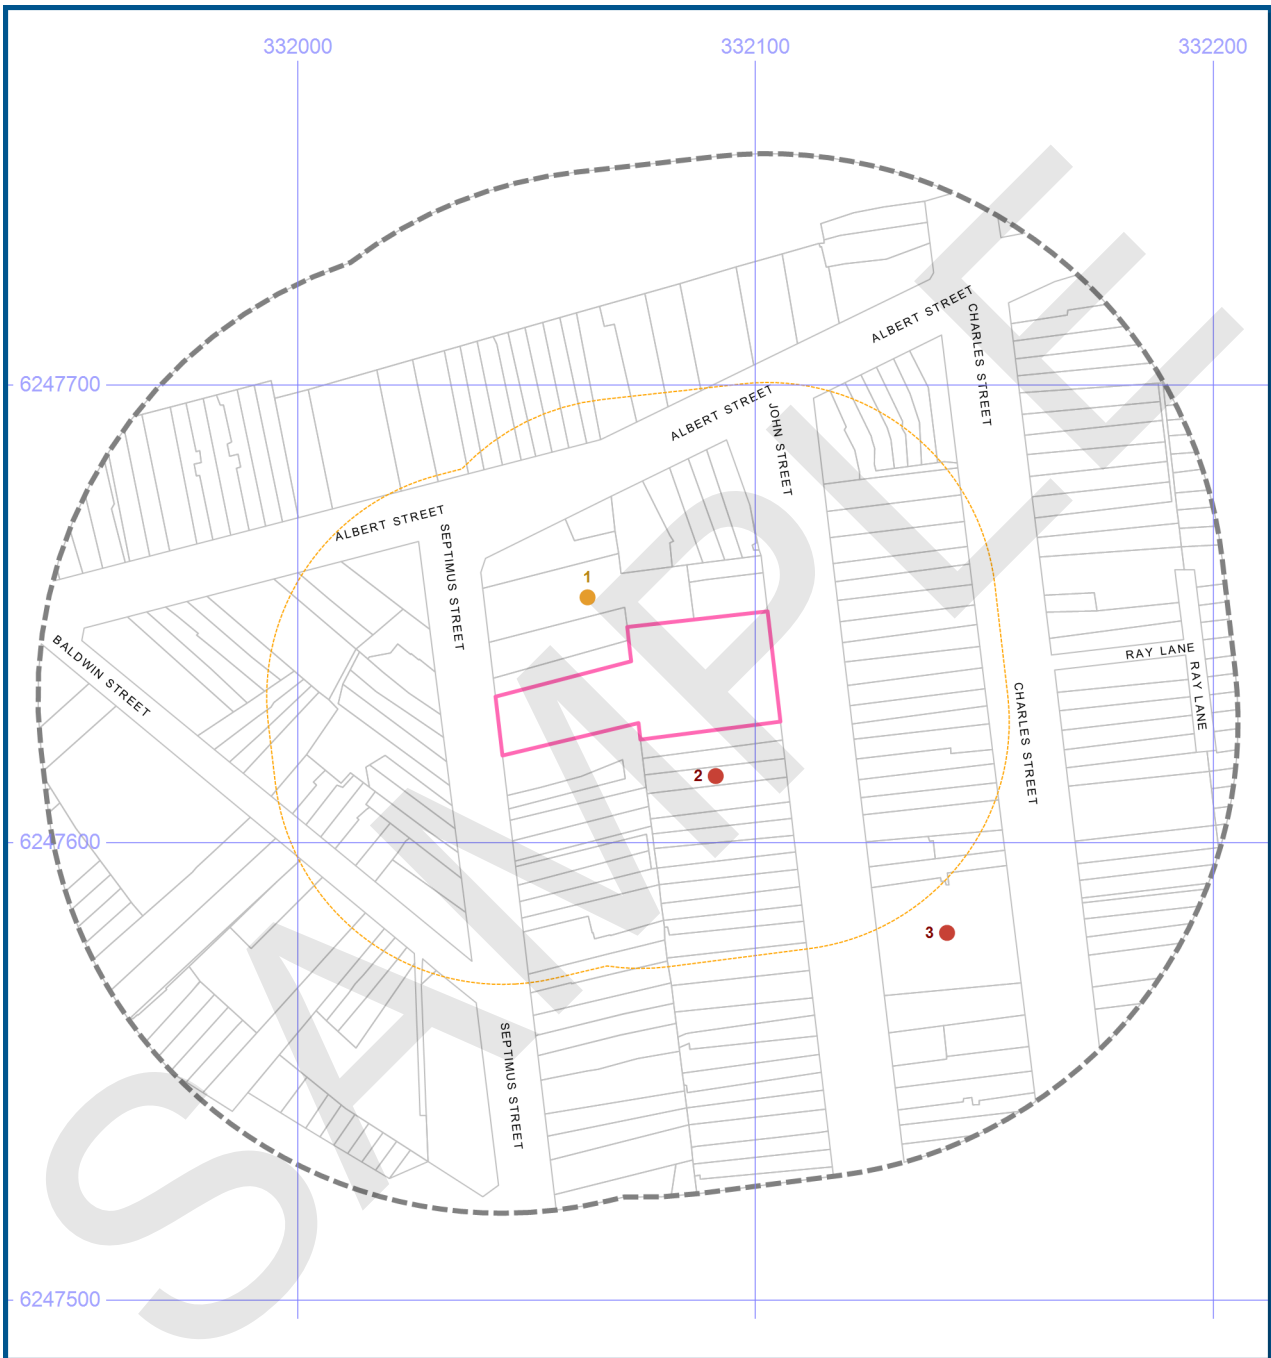 332000
332100
332200
ALBERT STREET
CHARLES STREET
6247700
ALBERT STREET
JOHN STREET
ALBERT STREET
SEPTIMUS STREET
1
BALDWIN STREET
RAY LANE
RAY LANE
CHARLES STREET
2
6247600
3
SEPTIMUS STREET
6247500
SAMPLE